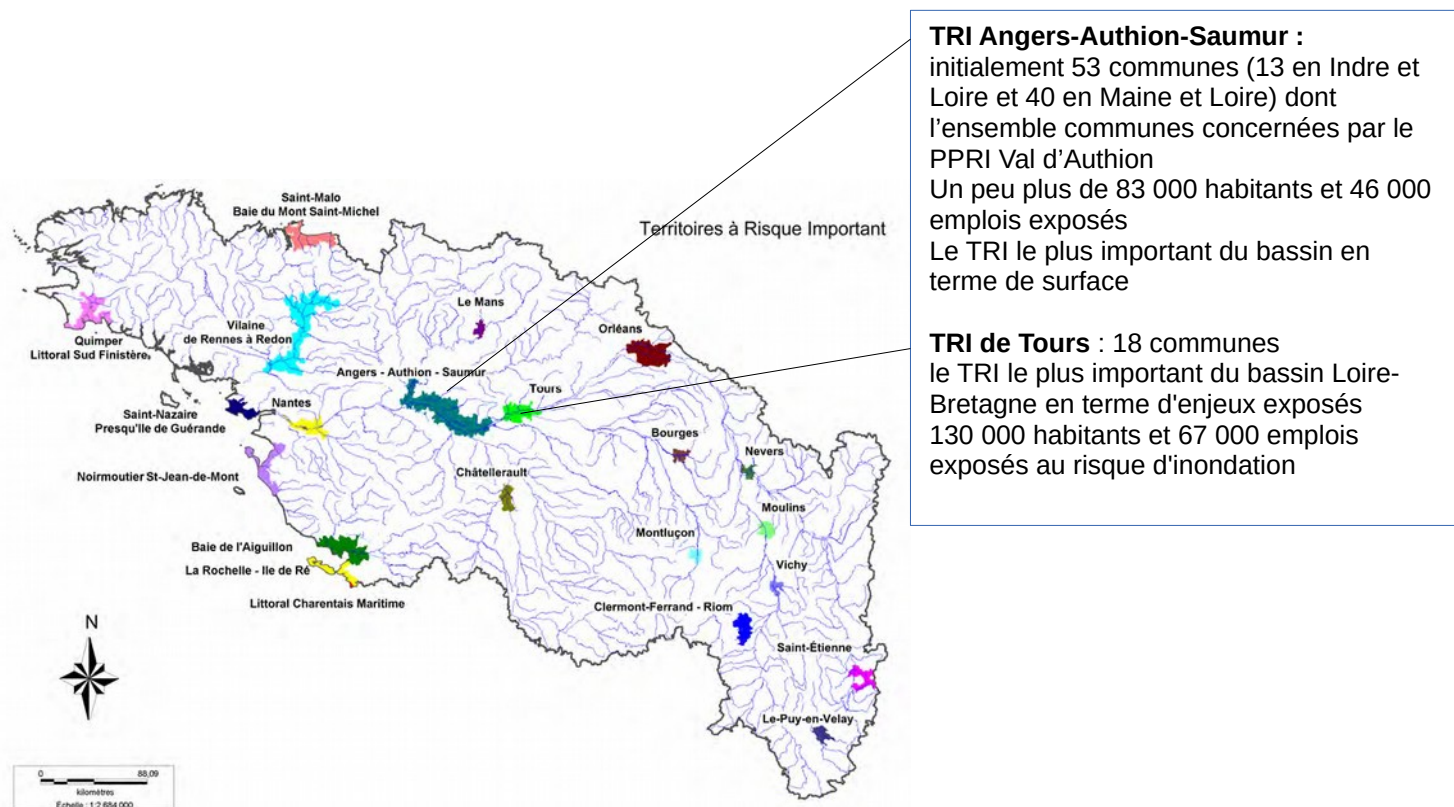 TRI Angers-Authion-Saumur :
initialement 53 communes (13 en Indre et
Loire et 40 en Maine et Loire) dont
l'ensemble communes concernées par le
PPRI Val d'Authion
Un peu plus de 83 000 habitants et 46 000
emplois exposés
Le TRI le plus important du bassin en
terme de surface
TRI de Tours : 18 communes
le TRI le plus important du bassin Loire-
Bretagne en terme d'enjeux exposés
130 000 habitants et 67 000 emplois
exposés au risque d'inondation
Territoires à Risque Important
Saint-Malo
Baie du Mont Saint-Michel
Le Mans
Orléans
Vilaine
de Rennes à Redon
Quimper
Littoral Sud Finistère
Angers - Authion - Saumur
Tours
Nantes
Saint-Nazaire
Presqu'Ile de Guérande
Bourges
Nevers
Noirmoutier St-Jean-de-Mont
Châtellerault
Moulins
Montluçon
Baie de l'Aiguillon
La Rochelle - Ile de Ré
Vichy
Littoral Charentais Maritime
Clermont-Ferrand - Riom
N
Saint-Étienne
Le-Puy-en-Velay
0 88,09
kilomètres
Échelle : 1:2 684 000